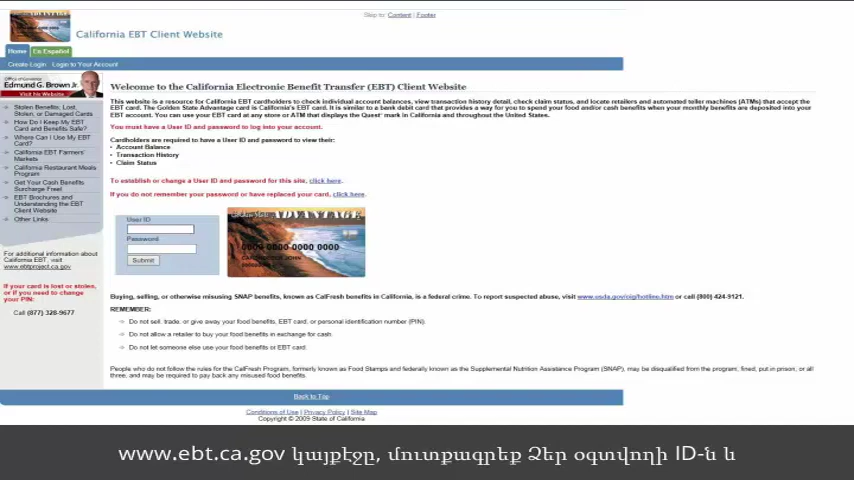 ADVANTAGE
California EBT Client Website
Skip to: Content | Footer
Home En Español
Create Login Login to Your Account
Office of Governor
Edmund G. Brown Jr.
Visit his Website
Stolen Benefits, Lost,
Stolen, or Damaged Cards
How Do I Keep My EBT
Card and Benefits Safe?
Where Can I Use My EBT
Card?
California EBT Farmers'
Markets
California Restaurant Meals
Program
Get Your Cash Benefits
Surcharge Free!
EBT Brochures and
Understanding the EBT
Client Website
Other Links
For additional information about
California EBT, visit
www.ebtproject.ca.gov
If your card is lost or stolen,
or if you need to change
your PIN:
Call (877) 328-9677
Welcome to the California Electronic Benefit Transfer (EBT) Client Website
This website is a resource for California EBT cardholders to check individual account balances, view transaction history detail, check claim status, and locate retailers and automated teller machines (ATMs) that accept the
EBT card. The Golden State Advantage card is California's EBT card. It is similar to a bank debit card that provides a way for you to spend your food and/or cash benefits when your monthly benefits are deposited into your
EBT account. You can use your EBT card at any store or ATM that displays the Quest mark in California and throughout the United States.
You must have a User ID and password to log into your account.
Cardholders are required to have a User ID and password to view their:
• Account Balance
• Transaction History
• Claim Status
To establish or change a User ID and password for this site, click here.
If you do not remember your password or have replaced your card, click here.
User ID
Password
Submit
ADVANTAGE
0000 0000 0000 0000
Buying, selling, or otherwise misusing SNAP benefits, known as CalFresh benefits in California, is a federal crime. To report suspected abuse, visit www.usda.gov/oig/hotline.htm or call (800) 424-9121.
REMEMBER:
Do not sell, trade, or give away your food benefits, EBT card, or personal identification number (PIN).
Do not allow a retailer to buy your food benefits in exchange for cash.
Do not let someone else use your food benefits or EBT card.
People who do not follow the rules for the CalFresh Program, formerly known as Food Stamps and federally known as the Supplemental Nutrition Assistance Program (SNAP), may be disqualified from the program, fined, put in prison, or all
three, and may be required to pay back any misused food benefits.
Back to Top
Conditions of Use | Privacy Policy | Site Map
Copyright © 2009 State of California
www.ebt.ca.gov կայքէջը, մուտքագրեք Ձեր օգտվողի ID-ն և